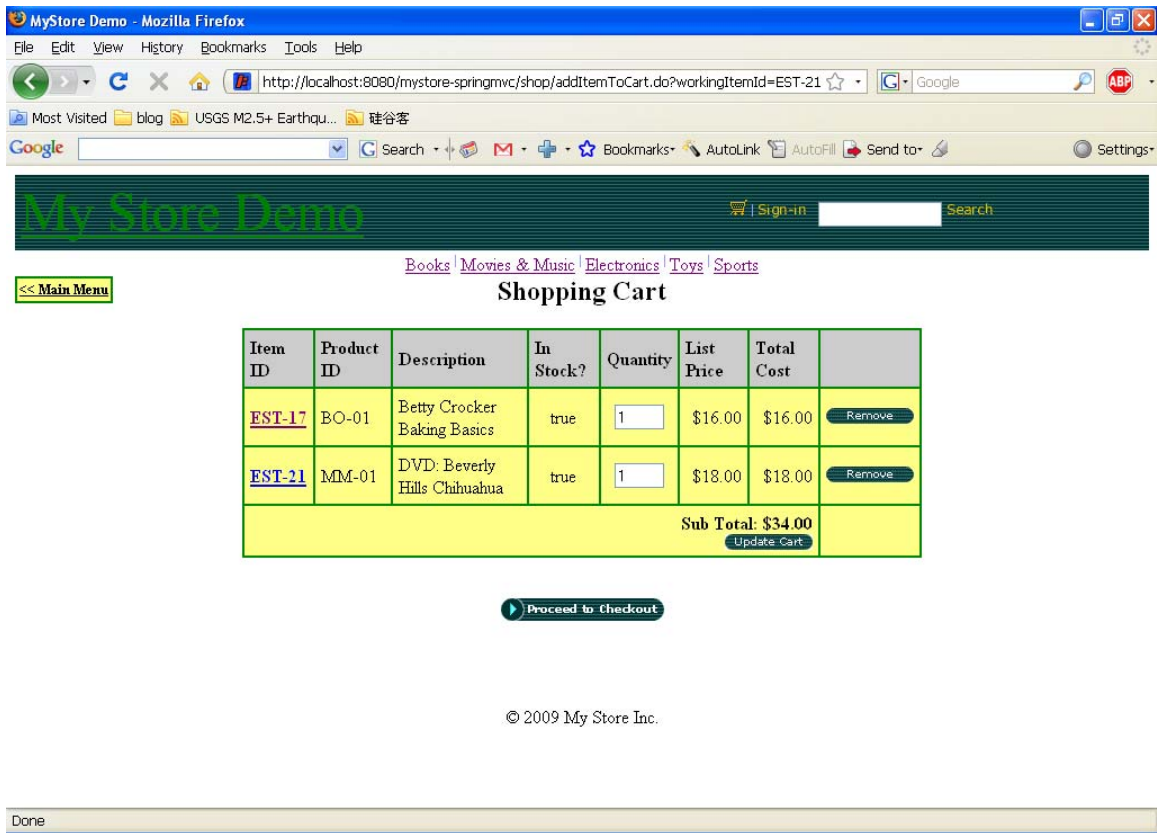 MyStore Demo - Mozilla Firefox
File Edit View History Bookmarks Tools Help
http://localhost:8080/mystore-springmvc/shop/addItemToCart.do?workingItemId=EST-21 G Google ABP
Most Visited blog USGS M2.5+ Earthqu... 硅谷客
Google G Search Bookmarks AutoLink AutoFill Send to Settings
My Store Demo | Sign-in Search
Books | Movies & Music | Electronics | Toys | Sports
<< Main Menu
Shopping Cart
Item ID Product ID Description In Stock? Quantity List Price Total Cost
EST-17 BO-01 Betty Crocker Baking Basics true 1 $16.00 $16.00 Remove
EST-21 MM-01 DVD: Beverly Hills Chihuahua true 1 $18.00 $18.00 Remove
Sub Total: $34.00
Update Cart
Proceed to Checkout
© 2009 My Store Inc.
Done